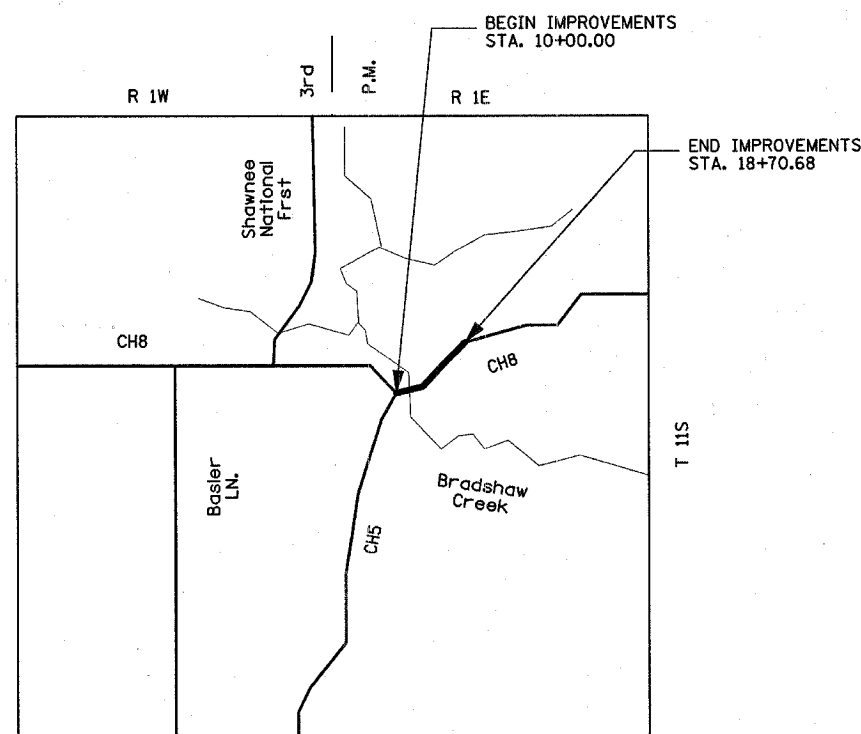 BEGIN IMPROVEMENTS
STA. 10+00.00
R 1W
3rd
P.M.
R 1E
END IMPROVEMENTS
STA. 18+70.68
Shawnee
National
Frst
CH8
CH8
T 11S
Basler
LN.
Bradshaw
Creek
CH5